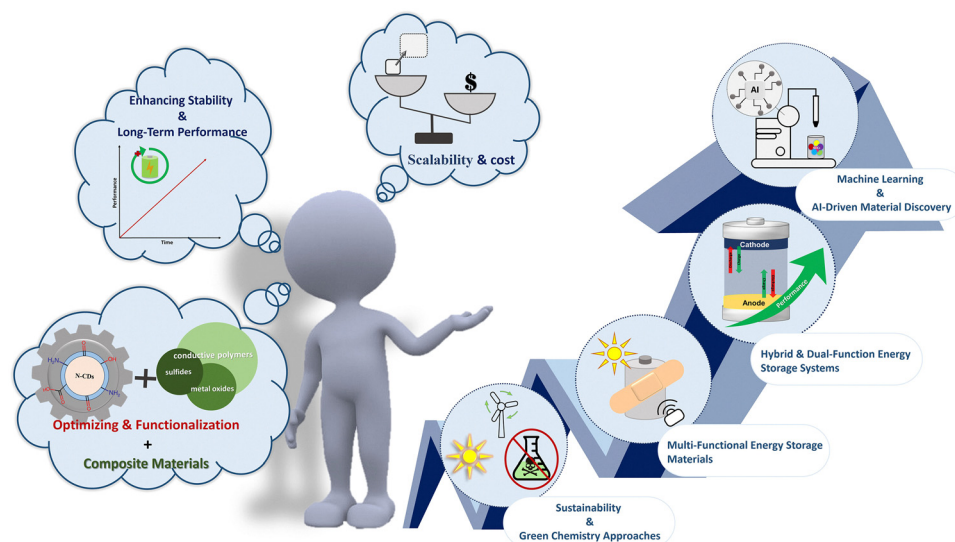 Enhancing Stability
&
Long-Term Performance
Performance
Time
$
Scalability & cost
H₂N
O
OH
N-CDs
HO
O
NH₂
O
+
conductive polymers
sulfides
metal oxides
Optimizing & Functionalization
+
Composite Materials
AI
Machine Learning
&
AI-Driven Material Discovery
Cathode
Anode
Performance
Hybrid & Dual-Function Energy
Storage Systems
Multi-Functional Energy Storage
Materials
Sustainability
&
Green Chemistry Approaches